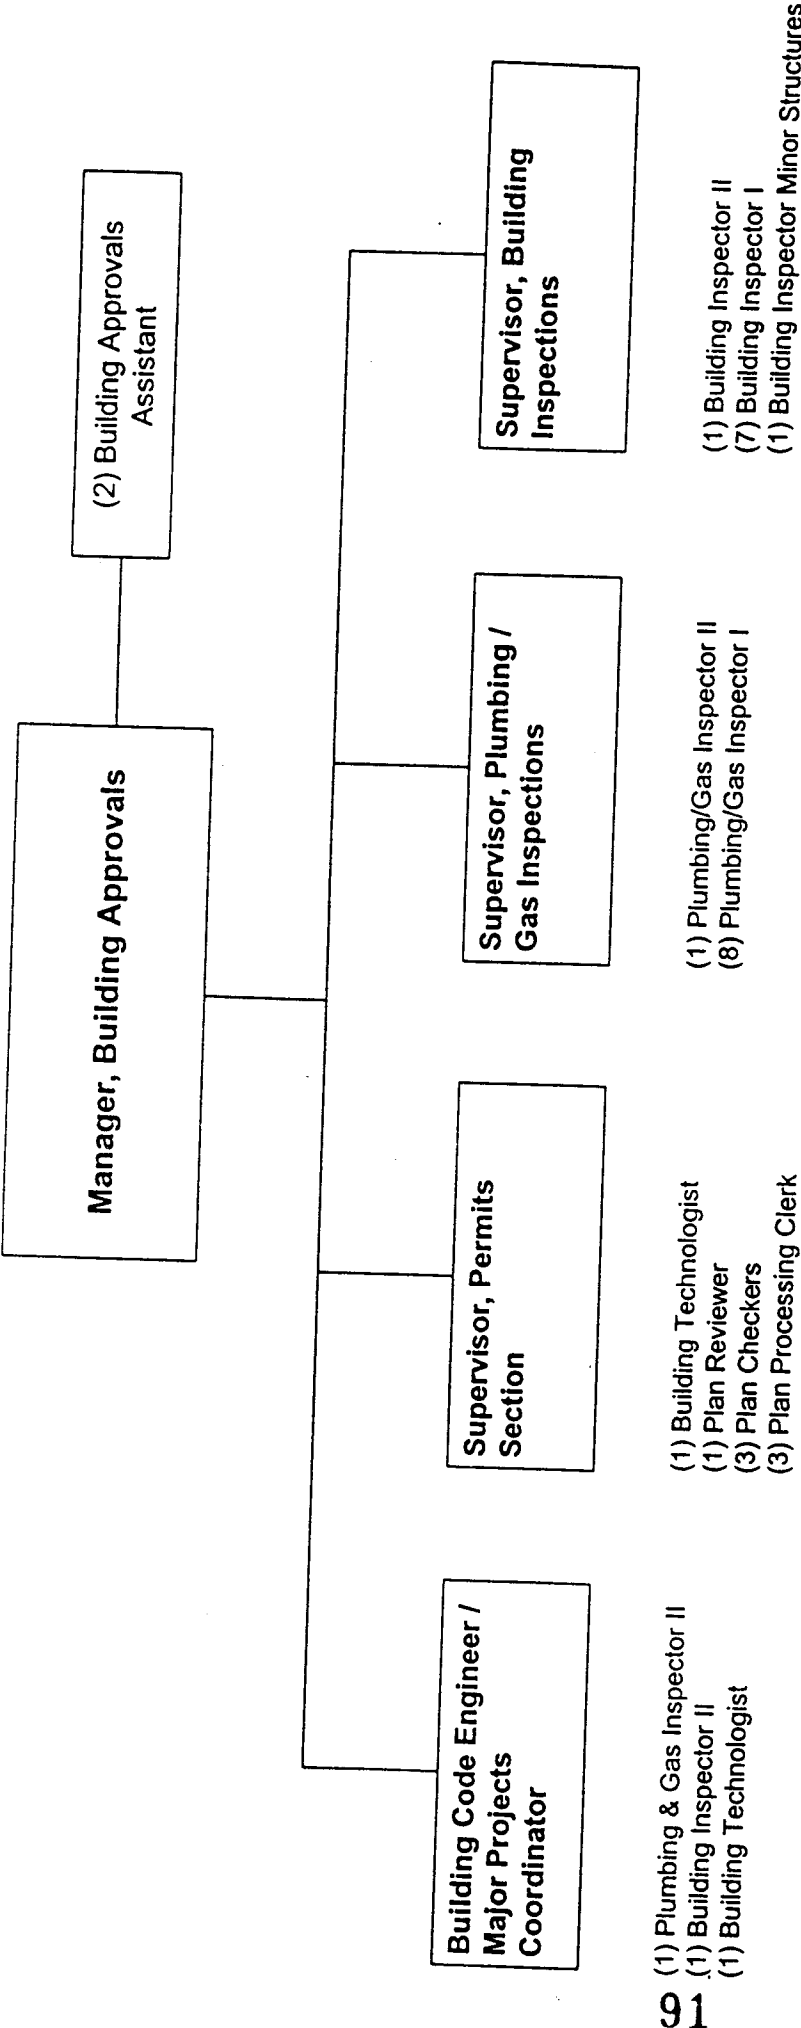 Manager, Building Approvals
(2) Building Approvals
Assistant
Building Code Engineer /
Major Projects
Coordinator
(1) Plumbing & Gas Inspector II
(1) Building Inspector II
(1) Building Technologist
Supervisor, Permits
Section
(1) Building Technologist
(1) Plan Reviewer
(3) Plan Checkers
(3) Plan Processing Clerk
Supervisor, Plumbing /
Gas Inspections
(1) Plumbing/Gas Inspector II
(8) Plumbing/Gas Inspector I
Supervisor, Building
Inspections
(1) Building Inspector II
(7) Building Inspector I
(1) Building Inspector Minor Structures
91